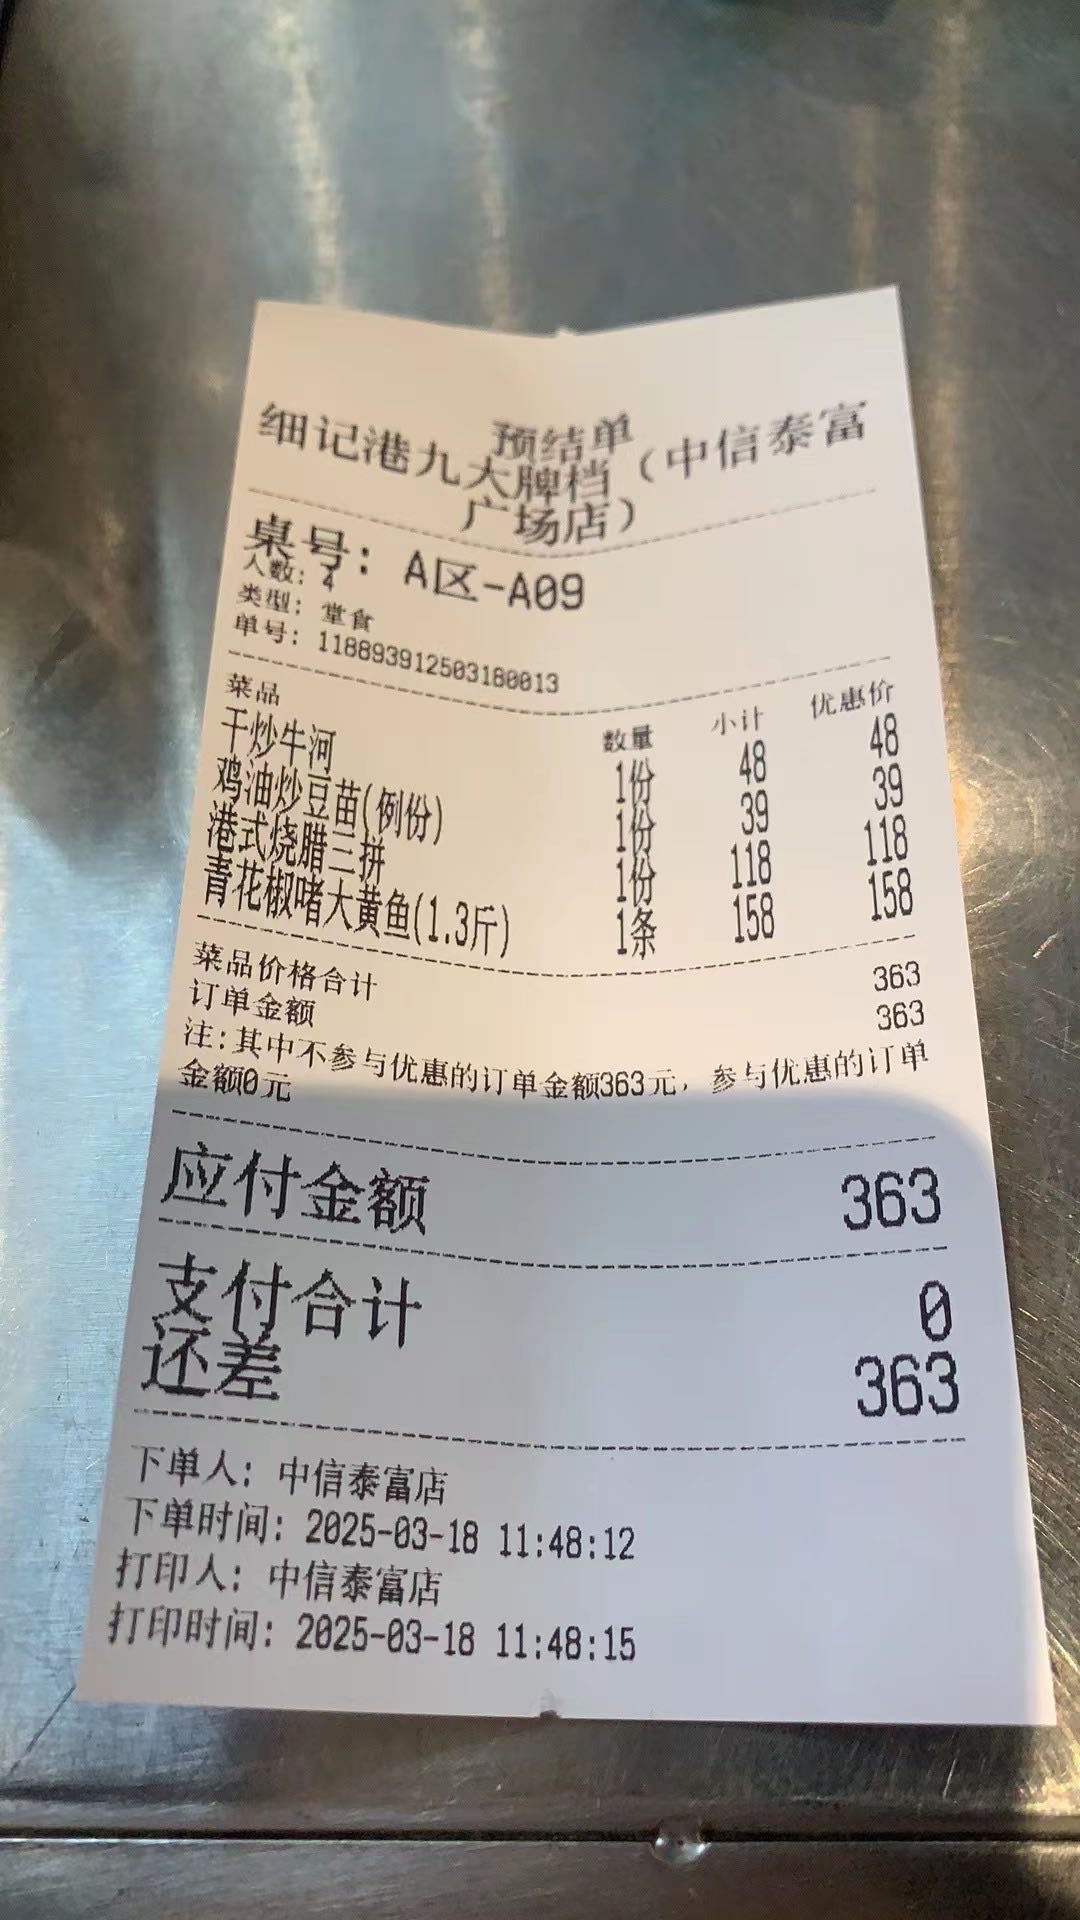 预结单
细记港九大牌档（中信泰富
广场店）
桌号：A区-A09
人数：4
类型：堂食
单号：118893912503180013
菜品 数量 小计 优惠价
干炒牛河 1份 48 48
鸡油炒豆苗(例份) 1份 39 39
港式烧腊三拼 1份 118 118
青花椒啫大黄鱼(1.3斤) 1条 158 158
菜品价格合计 363
订单金额 363
注:其中不参与优惠的订单金额363元，参与优惠的订单
金额0元
应付金额 363
支付合计 0
还差 363
下单人：中信泰富店
下单时间：2025-03-18 11:48:12
打印人：中信泰富店
打印时间：2025-03-18 11:48:15